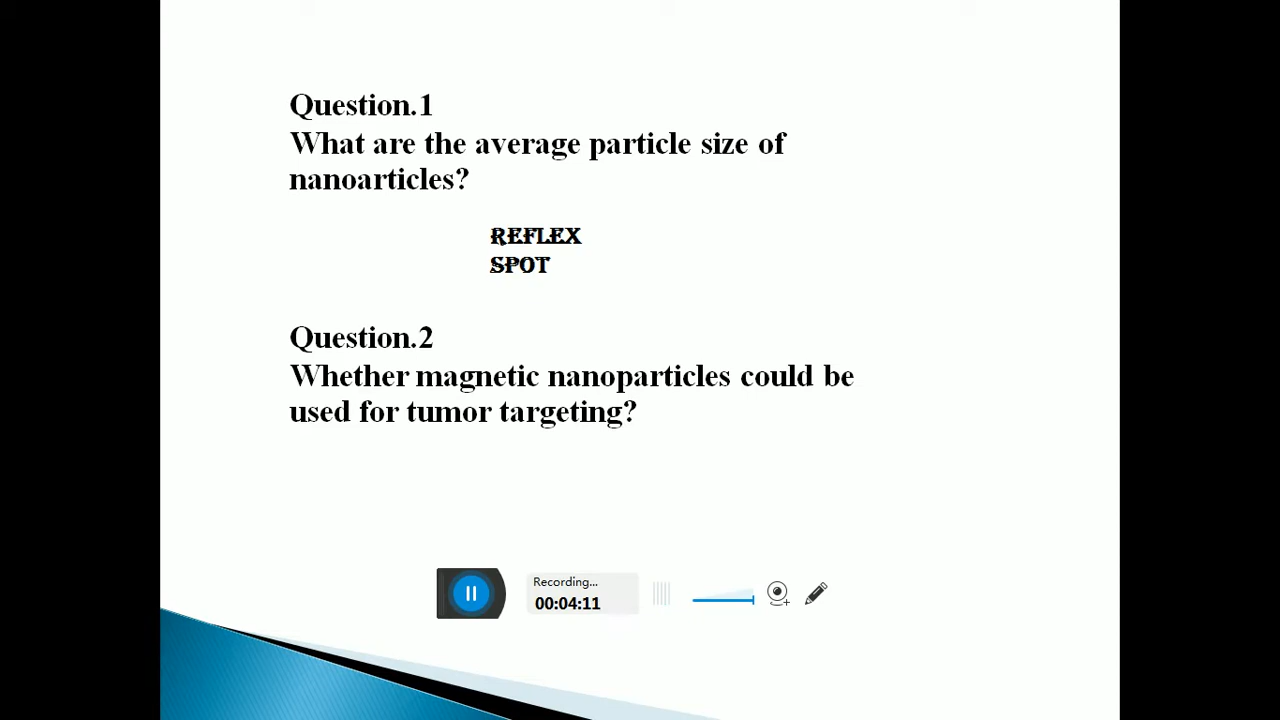 Question.1
What are the average particle size of
nanoarticles?
REFLEX
SPOT
Question.2
Whether magnetic nanoparticles could be
used for tumor targeting?
Recording...
00:04:11